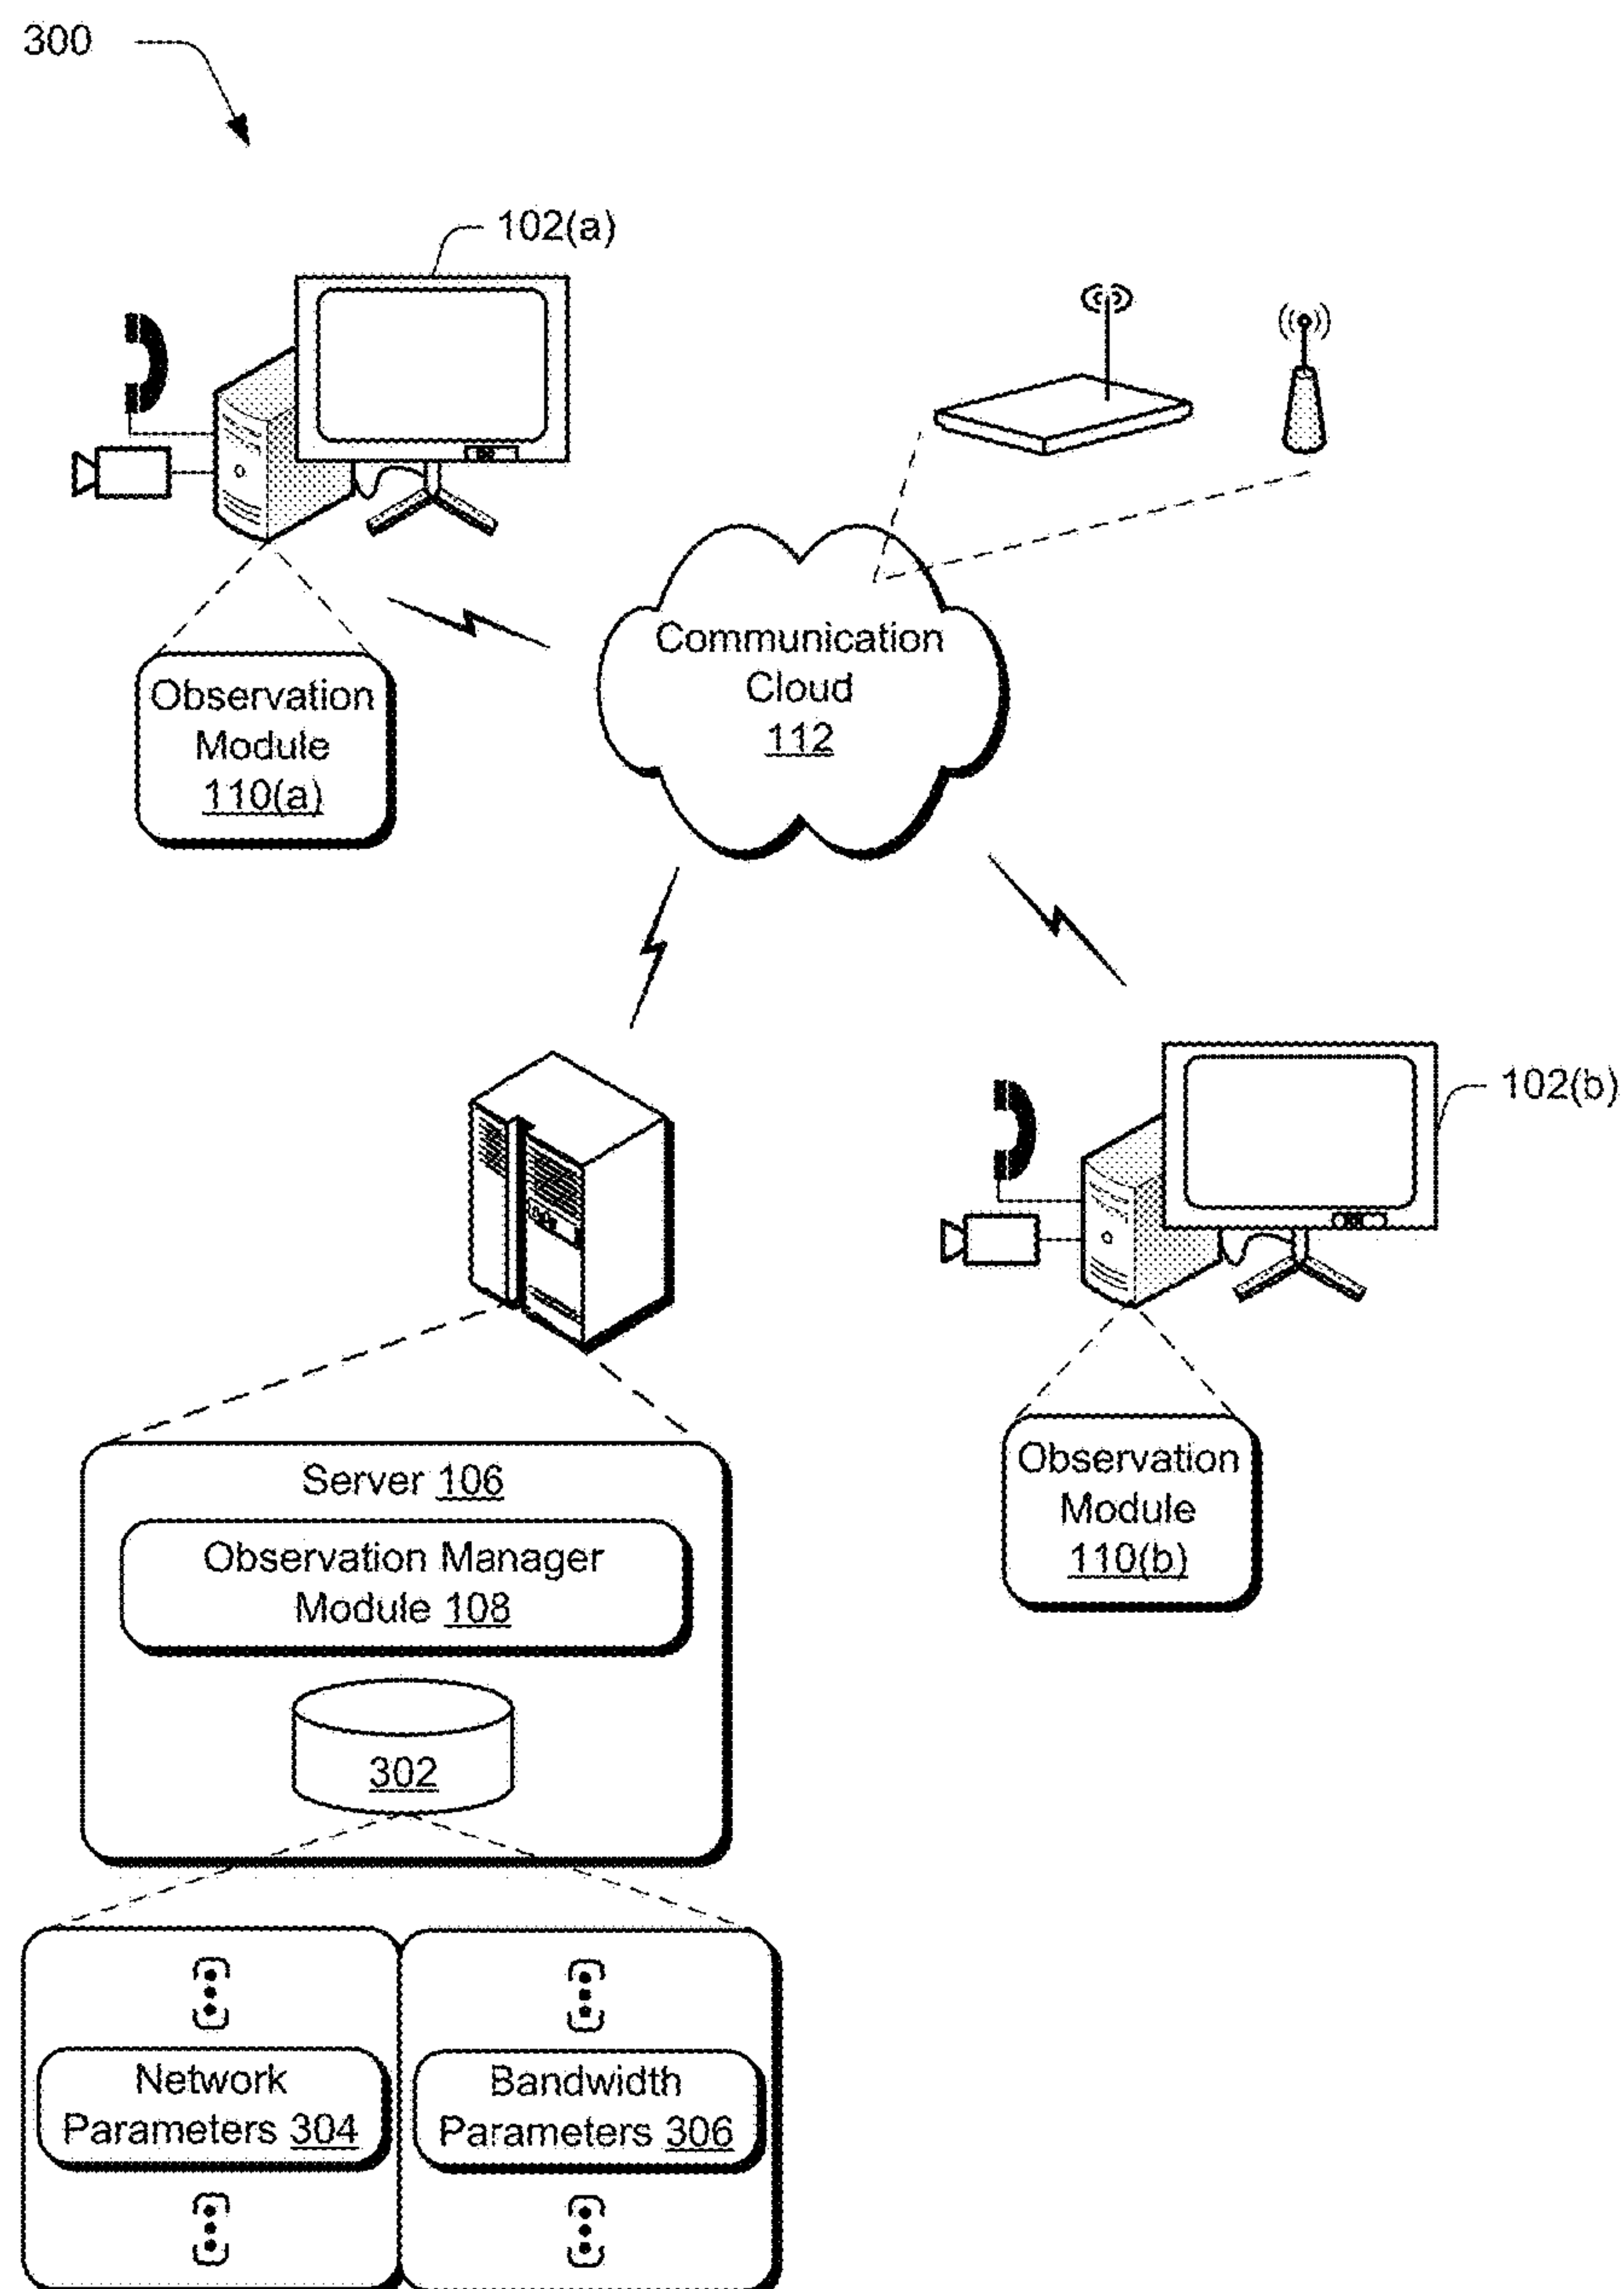 300
102(a)
Observation
Module
110(a)
Communication
Cloud
112
102(b)
Observation
Module
110(b)
Server 106
Observation Manager
Module 108
302
Network
Parameters 304
Bandwidth
Parameters 306